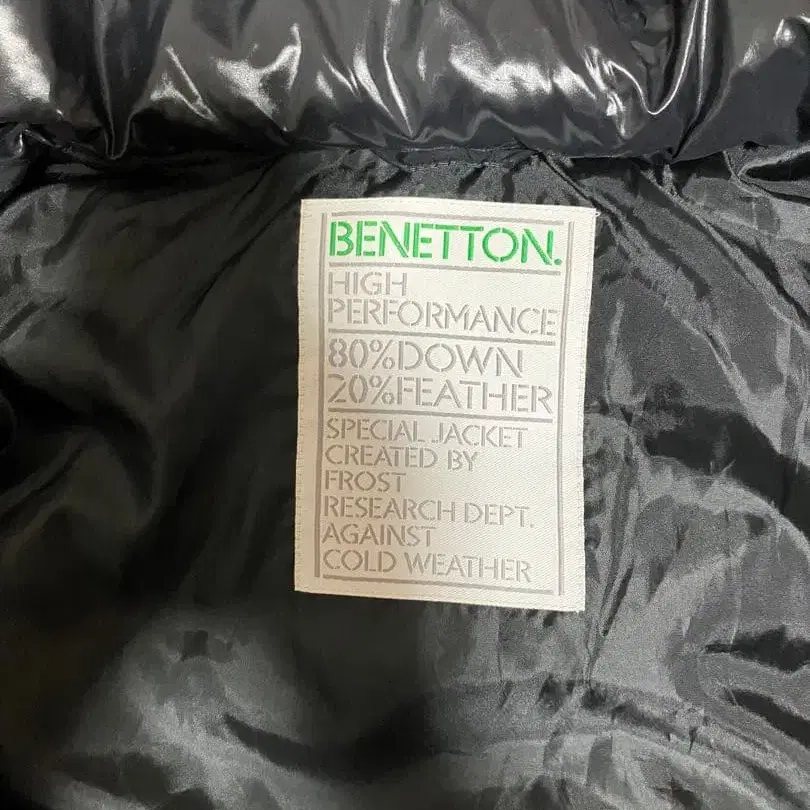 BENETTON.
HIGH
PERFORMANCE
80%DOWN
20%FEATHER
SPECIAL JACKET
CREATED BY
FROST
RESEARCH DEPT.
AGAINST
COLD WEATHER